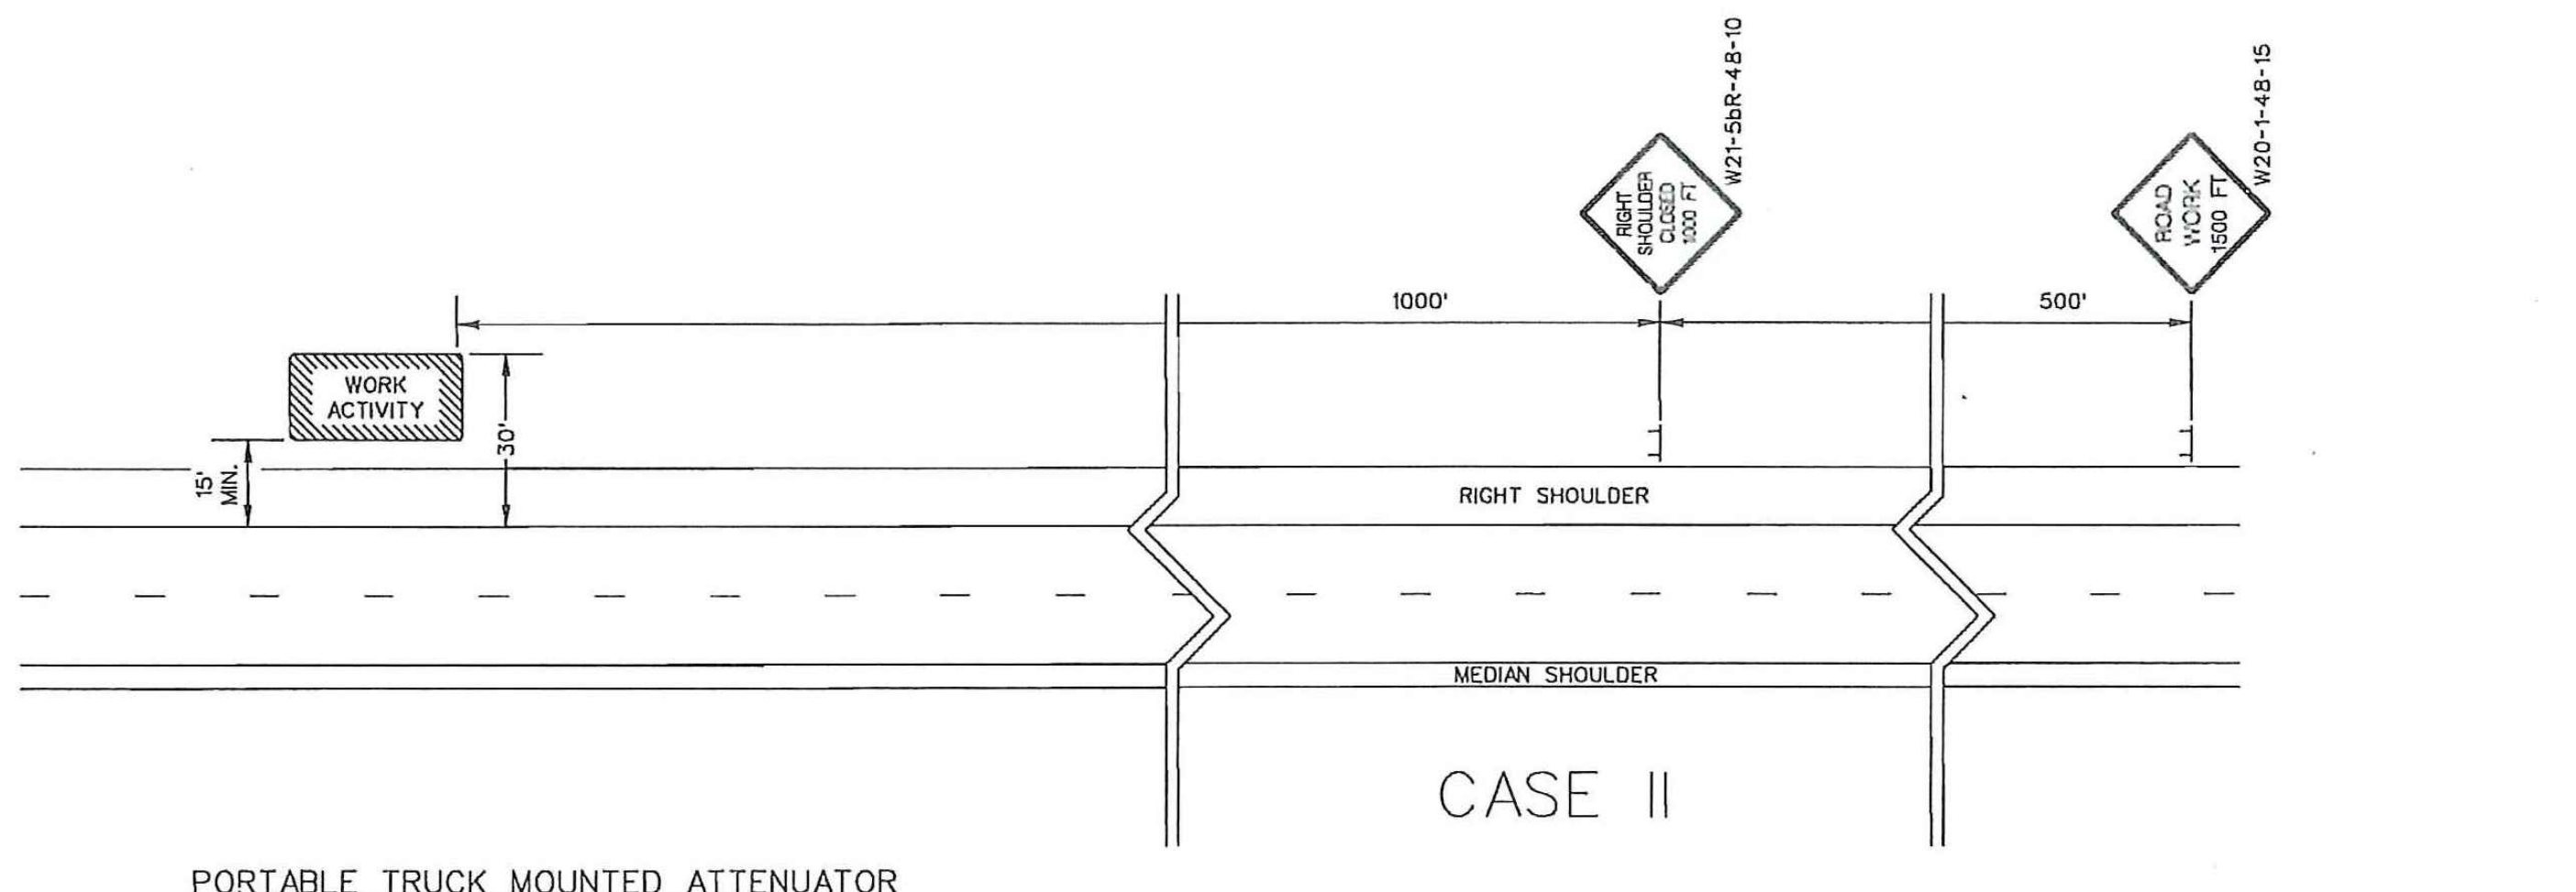 W21-5bR-48-10
W20-1-48-15
RIGHT
SHOULDER
CLOSED
1000 FT
ROAD
WORK
1500 FT
1000'
500'
WORK
ACTIVITY
30'
15'
MIN.
RIGHT SHOULDER
MEDIAN SHOULDER
CASE II
PORTABLE TRUCK MOUNTED ATTENUATOR